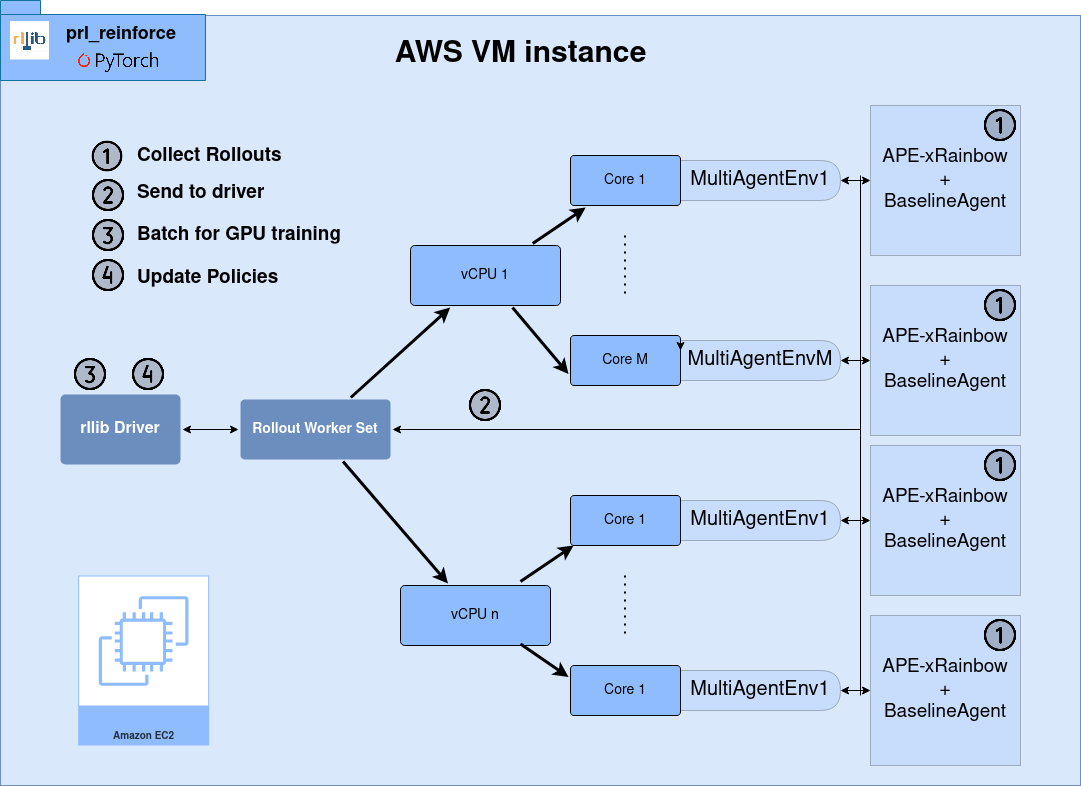 rllib
prl_reinforce
PyTorch
AWS VM instance
1 Collect Rollouts
2 Send to driver
3 Batch for GPU training
4 Update Policies
Core 1
MultiAgentEnv1
1
APE-xRainbow
+
BaselineAgent
vCPU 1
Core M
MultiAgentEnvM
1
APE-xRainbow
+
BaselineAgent
3
4
rllib Driver
Rollout Worker Set
2
Core 1
MultiAgentEnv1
1
APE-xRainbow
+
BaselineAgent
vCPU n
Core 1
MultiAgentEnv1
1
APE-xRainbow
+
BaselineAgent
Amazon EC2